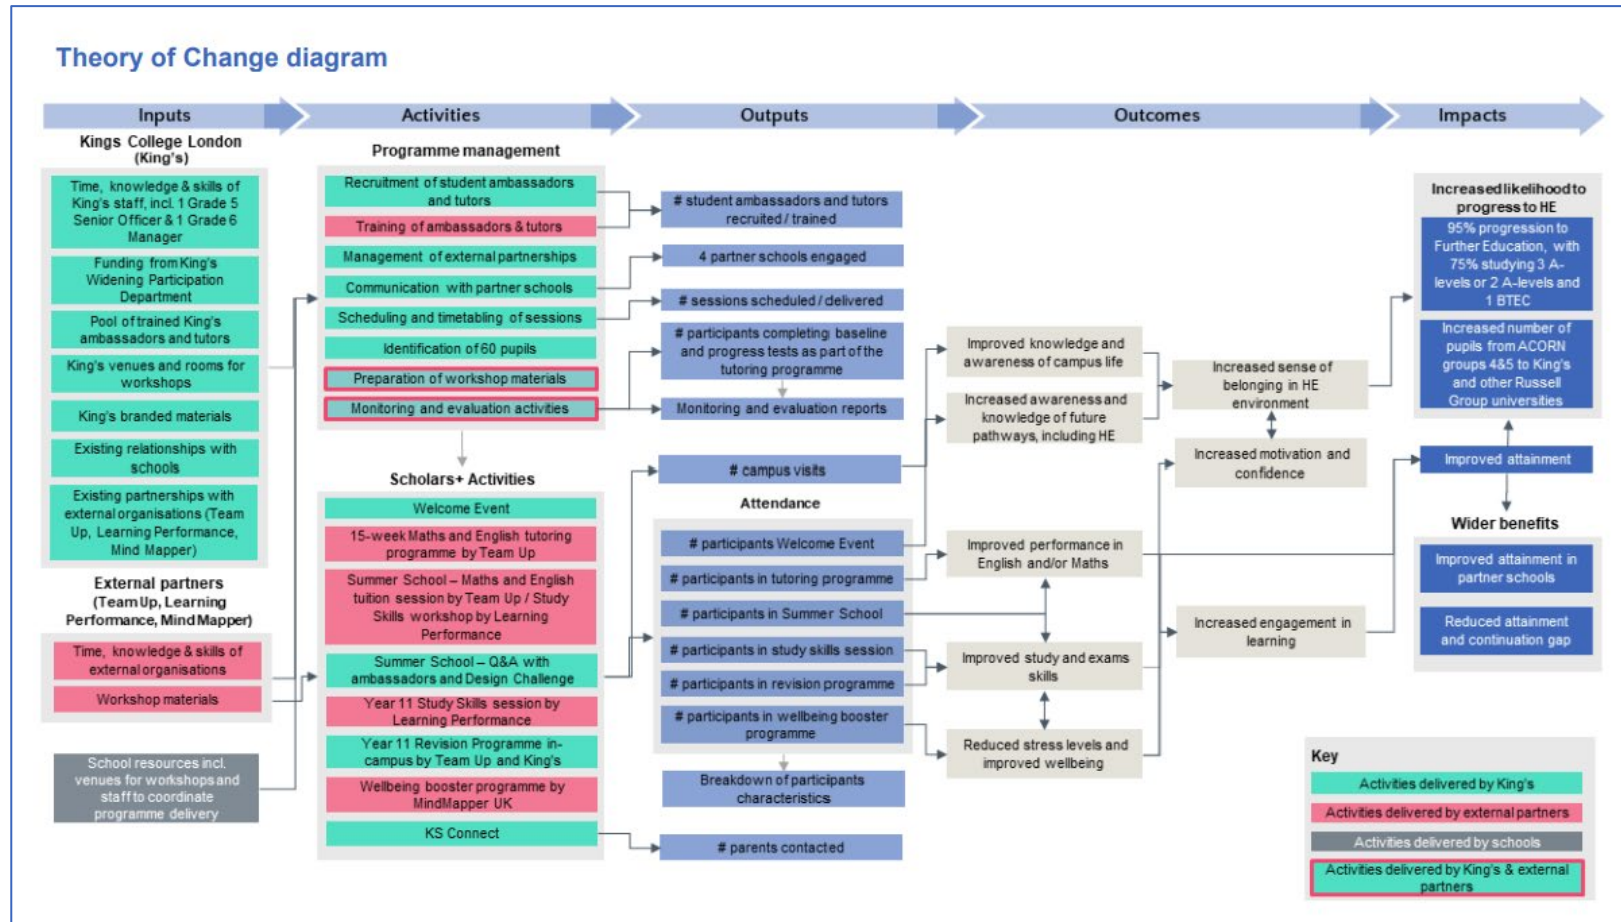 Theory of Change diagram
Inputs
Activities
Outputs
Outcomes
Impacts
Kings College London
(King's)
Time, knowledge & skills of
King's staff, incl. 1 Grade 5
Senior Officer & 1 Grade 6
Manager
Funding from King's
Widening Participation
Department
Pool of trained King's
ambassadors and tutors
King's venues and rooms for
workshops
King's branded materials
Existing relationships with
schools
Existing partnerships with
external organisations (Team
Up, Learning Performance,
Mind Mapper)
External partners
(Team Up, Learning
Performance, Mind Mapper)
Time, knowledge & skills of
external organisations
Workshop materials
School resources incl.
venues for workshops and
staff to coordinate
programme delivery
Programme management
Recruitment of student ambassadors
and tutors
Training of ambassadors & tutors
Management of external partnerships
Communication with partner schools
Scheduling and timetabling of sessions
Identification of 60 pupils
Preparation of workshop materials
Monitoring and evaluation activities
Scholars+ Activities
Welcome Event
15-week Maths and English tutoring
programme by Team Up
Summer School – Maths and English
tuition session by Team Up / Study
Skills workshop by Learning
Performance
Summer School – Q&A with
ambassadors and Design Challenge
Year 11 Study Skills session by
Learning Performance
Year 11 Revision Programme in-
campus by Team Up and King's
Wellbeing booster programme by
MindMapper UK
KS Connect
# student ambassadors and tutors
recruited / trained
4 partner schools engaged
# sessions scheduled / delivered
# participants completing baseline
and progress tests as part of the
tutoring programme
Monitoring and evaluation reports
# campus visits
Attendance
# participants Welcome Event
# participants in tutoring programme
# participants in Summer School
# participants in study skills session
# participants in revision programme
# participants in wellbeing booster
programme
Breakdown of participants
characteristics
# parents contacted
Improved knowledge and
awareness of campus life
Increased awareness and
knowledge of future
pathways, including HE
Improved performance in
English and/or Maths
Improved study and exams
skills
Reduced stress levels and
improved wellbeing
Increased sense of
belonging in HE
environment
Increased motivation and
confidence
Increased engagement in
learning
Increased likelihood to
progress to HE
95% progression to
Further Education, with
75% studying 3 A-
levels or 2 A-levels and
1 BTEC
Increased number of
pupils from ACORN
groups 4&5 to King's
and other Russell
Group universities
Improved attainment
Wider benefits
Improved attainment in
partner schools
Reduced attainment
and continuation gap
Key
Activities delivered by King's
Activities delivered by external partners
Activities delivered by schools
Activities delivered by King's & external
partners